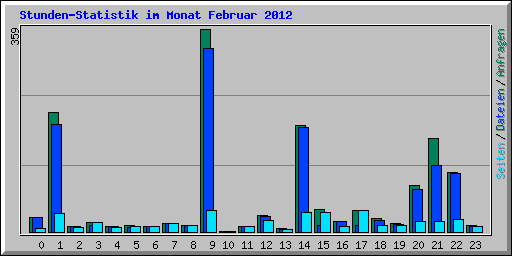 Stunden-Statistik im Monat Februar 2012
359
Seiten / Dateien / Anfragen
0 1 2 3 4 5 6 7 8 9 10 11 12 13 14 15 16 17 18 19 20 21 22 23